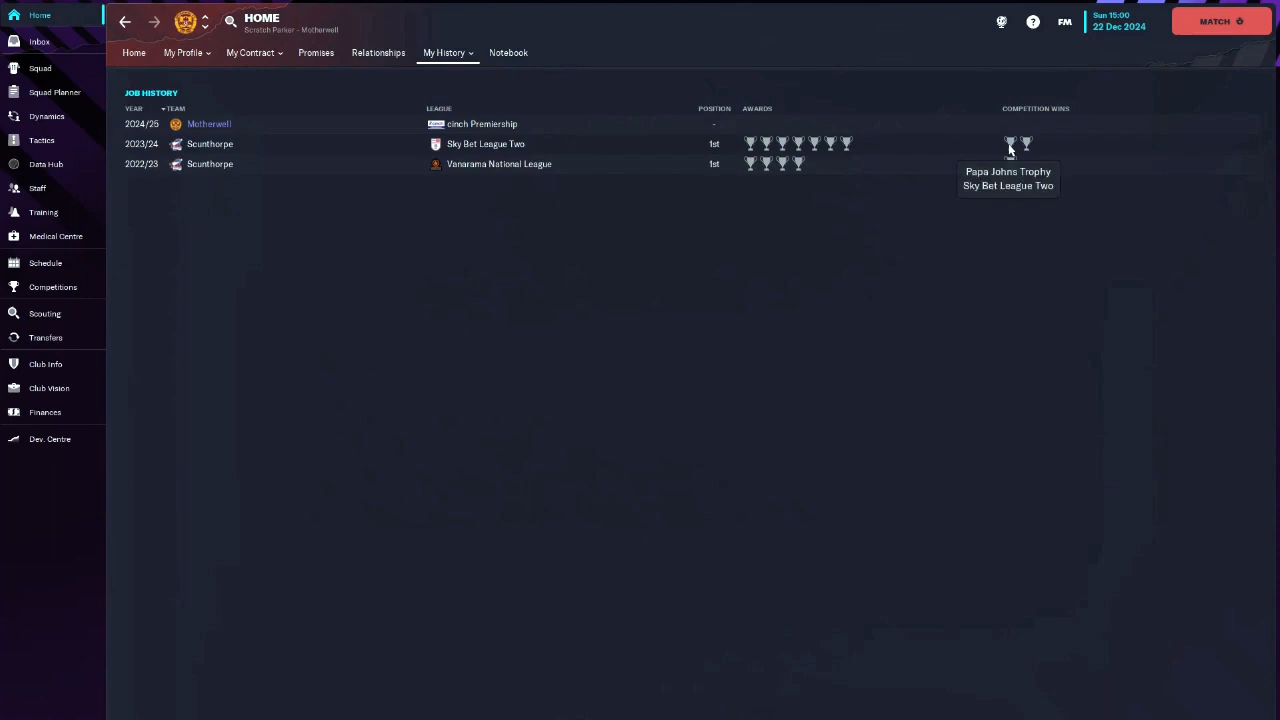 Home
Inbox
Squad
Squad Planner
Dynamics
Tactics
Data Hub
Staff
Training
Medical Centre
Schedule
Competitions
Scouting
Transfers
Club Info
Club Vision
Finances
Dev. Centre
HOME
Scratch Parker - Motherwell
FM
Sun 15:00
22 Dec 2024
MATCH
Home My Profile My Contract Promises Relationships My History Notebook
JOB HISTORY
YEAR TEAM LEAGUE POSITION AWARDS COMPETITION WINS
2024/25 Motherwell cinch Premiership -
2023/24 Scunthorpe Sky Bet League Two 1st
2022/23 Scunthorpe Vanarama National League 1st
Papa Johns Trophy
Sky Bet League Two